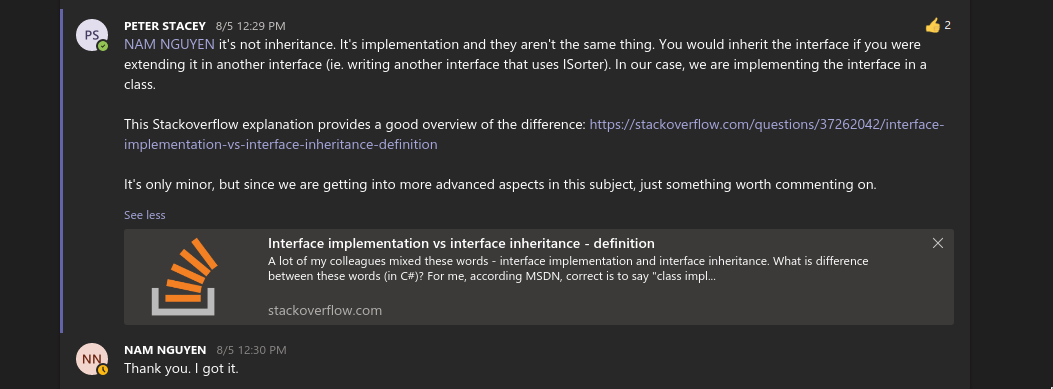 PS
PETER STACEY 8/5 12:29 PM
2
NAM NGUYEN it's not inheritance. It's implementation and they aren't the same thing. You would inherit the interface if you were
extending it in another interface (ie. writing another interface that uses ISorter). In our case, we are implementing the interface in a
class.
This Stackoverflow explanation provides a good overview of the difference: https://stackoverflow.com/questions/37262042/interface-
implementation-vs-interface-inheritance-definition
It's only minor, but since we are getting into more advanced aspects in this subject, just something worth commenting on.
See less
Interface implementation vs interface inheritance - definition
A lot of my colleagues mixed these words - interface implementation and interface inheritance. What is difference
between these words (in C#)? For me, according MSDN, correct is to say "class impl...
stackoverflow.com
NN
NAM NGUYEN 8/5 12:30 PM
Thank you. I got it.